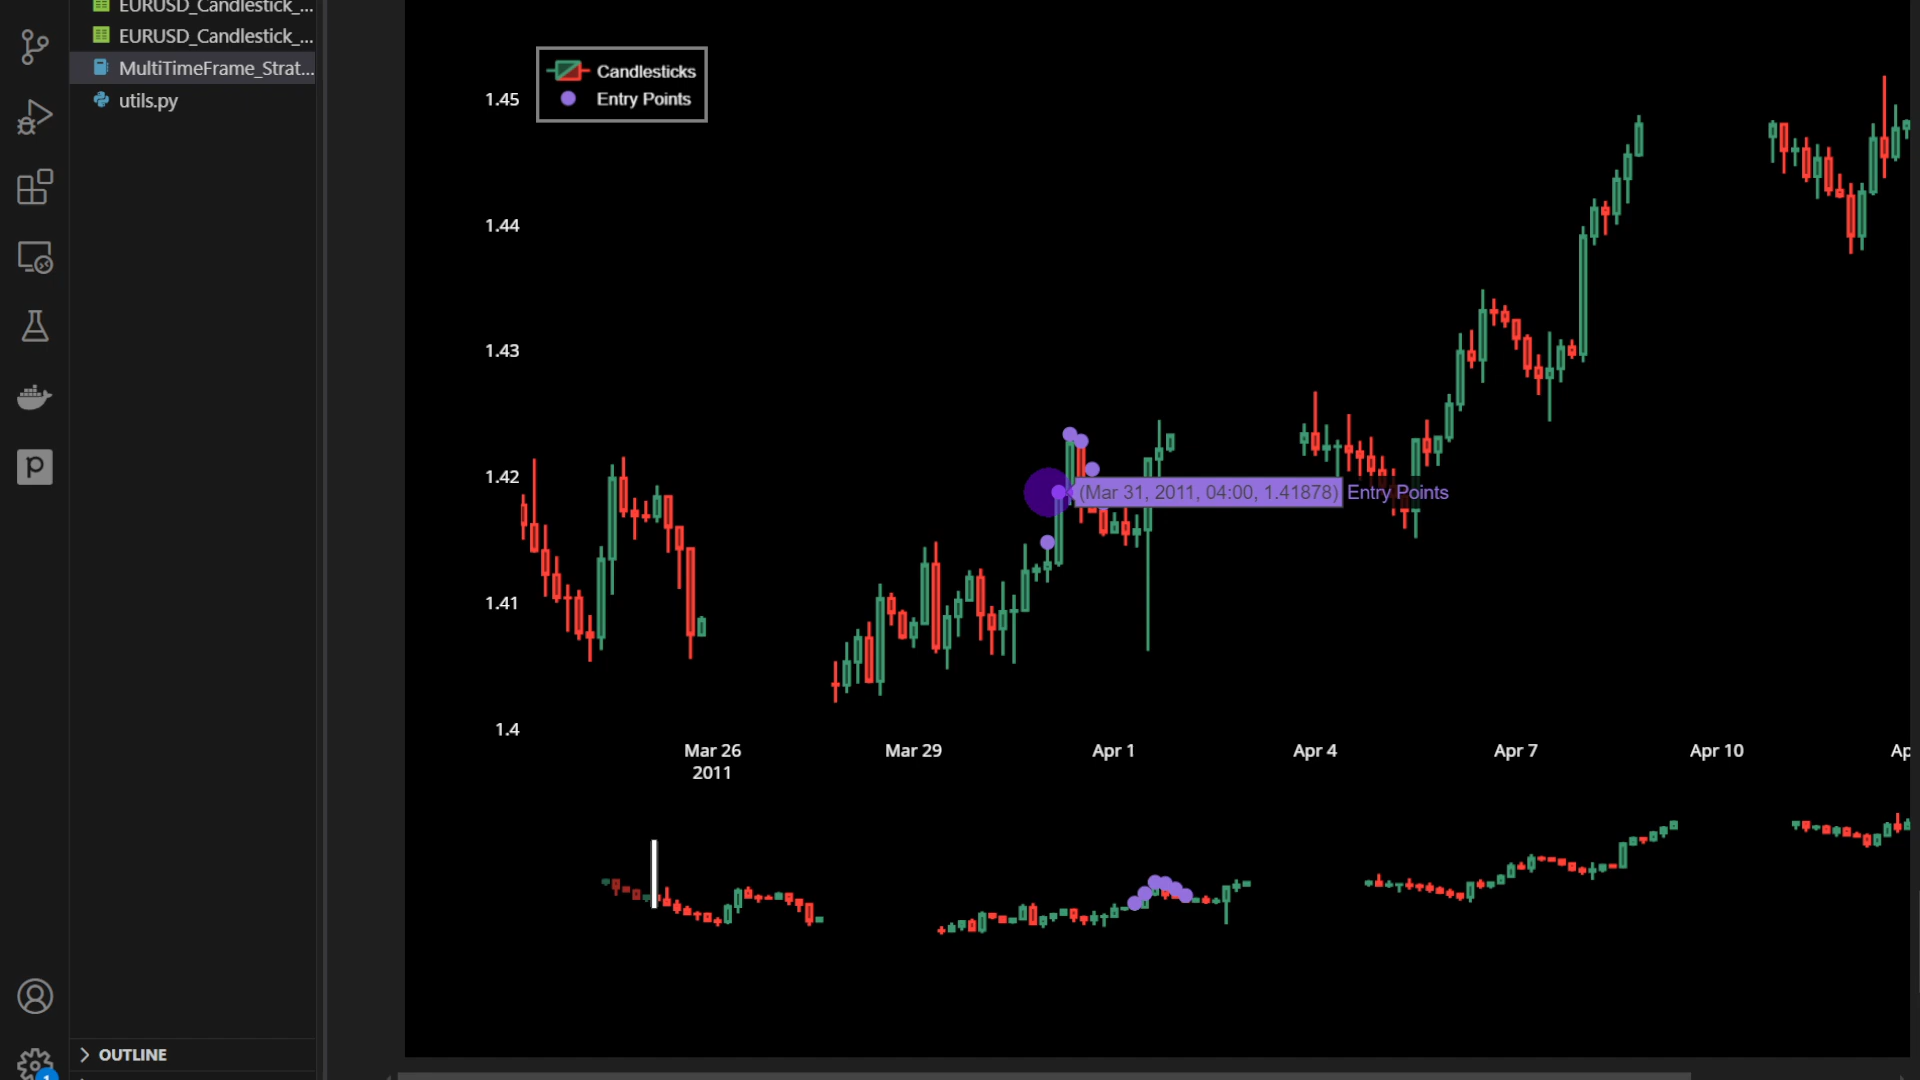 EURUSD_Candlestick_...
EURUSD_Candlestick_...
MultiTimeFrame_Strat...
utils.py
Candlesticks
Entry Points
1.45
1.44
1.43
1.42
1.41
1.4
(Mar 31, 2011, 04:00, 1.41878) Entry Points
Mar 26
2011
Mar 29
Apr 1
Apr 4
Apr 7
Apr 10
Ap
OUTLINE
1